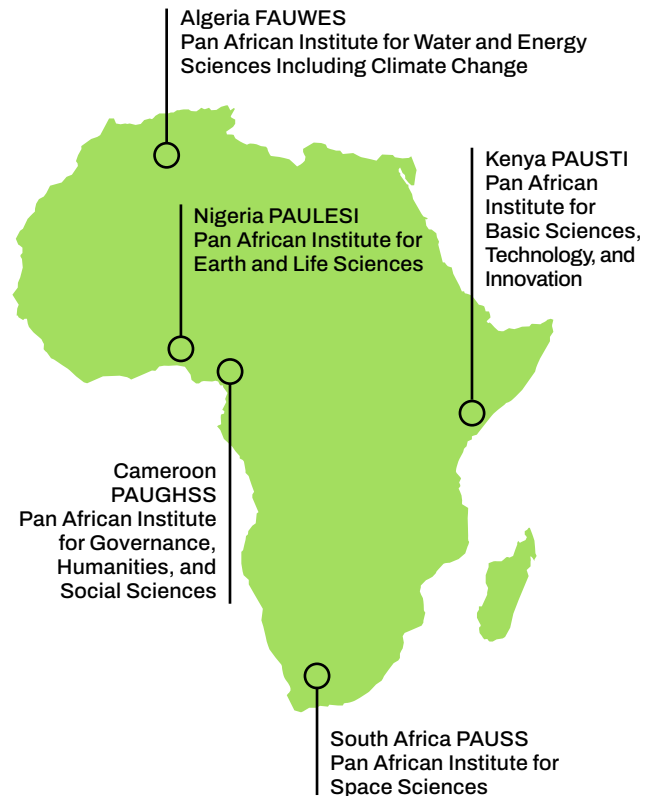 Algeria FAUWES
Pan African Institute for Water and Energy
Sciences Including Climate Change
Kenya PAUSTI
Pan African
Institute for
Basic Sciences,
Technology, and
Innovation
Nigeria PAULESI
Pan African Institute for
Earth and Life Sciences
Cameroon
PAUGHSS
Pan African Institute
for Governance,
Humanities, and
Social Sciences
South Africa PAUSS
Pan African Institute for
Space Sciences